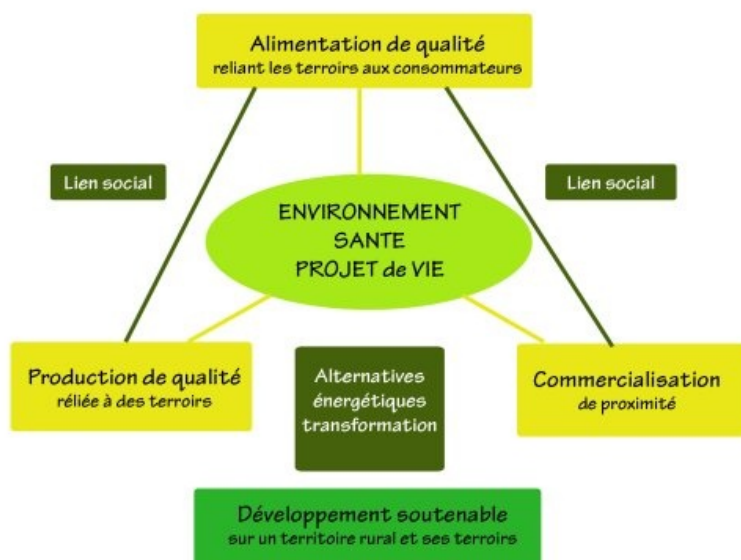 Alimentation de qualité
reliant les terroirs aux consommateurs
Lien social
Lien social
ENVIRONNEMENT
SANTE
PROJET de VIE
Production de qualité
réliée à des terroirs
Alternatives
énergétiques
transformation
Commercialisation
de proximité
Développement soutenable
sur un territoire rural et ses terroirs